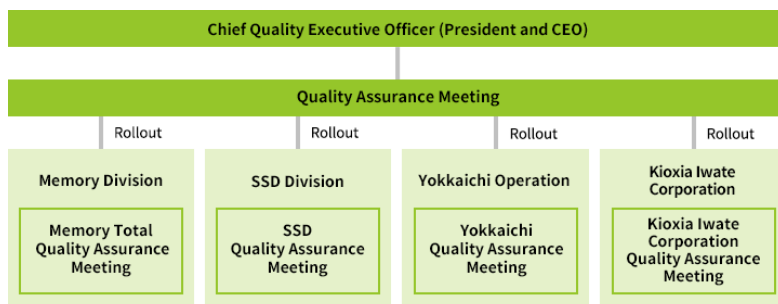 Chief Quality Executive Officer (President and CEO)
Quality Assurance Meeting
Rollout
Rollout
Rollout
Rollout
Memory Division
Memory Total
Quality Assurance
Meeting
SSD Division
SSD
Quality Assurance
Meeting
Yokkaichi Operation
Yokkaichi
Quality Assurance
Meeting
Kioxia Iwate
Corporation
Kioxia Iwate
Corporation
Quality Assurance
Meeting